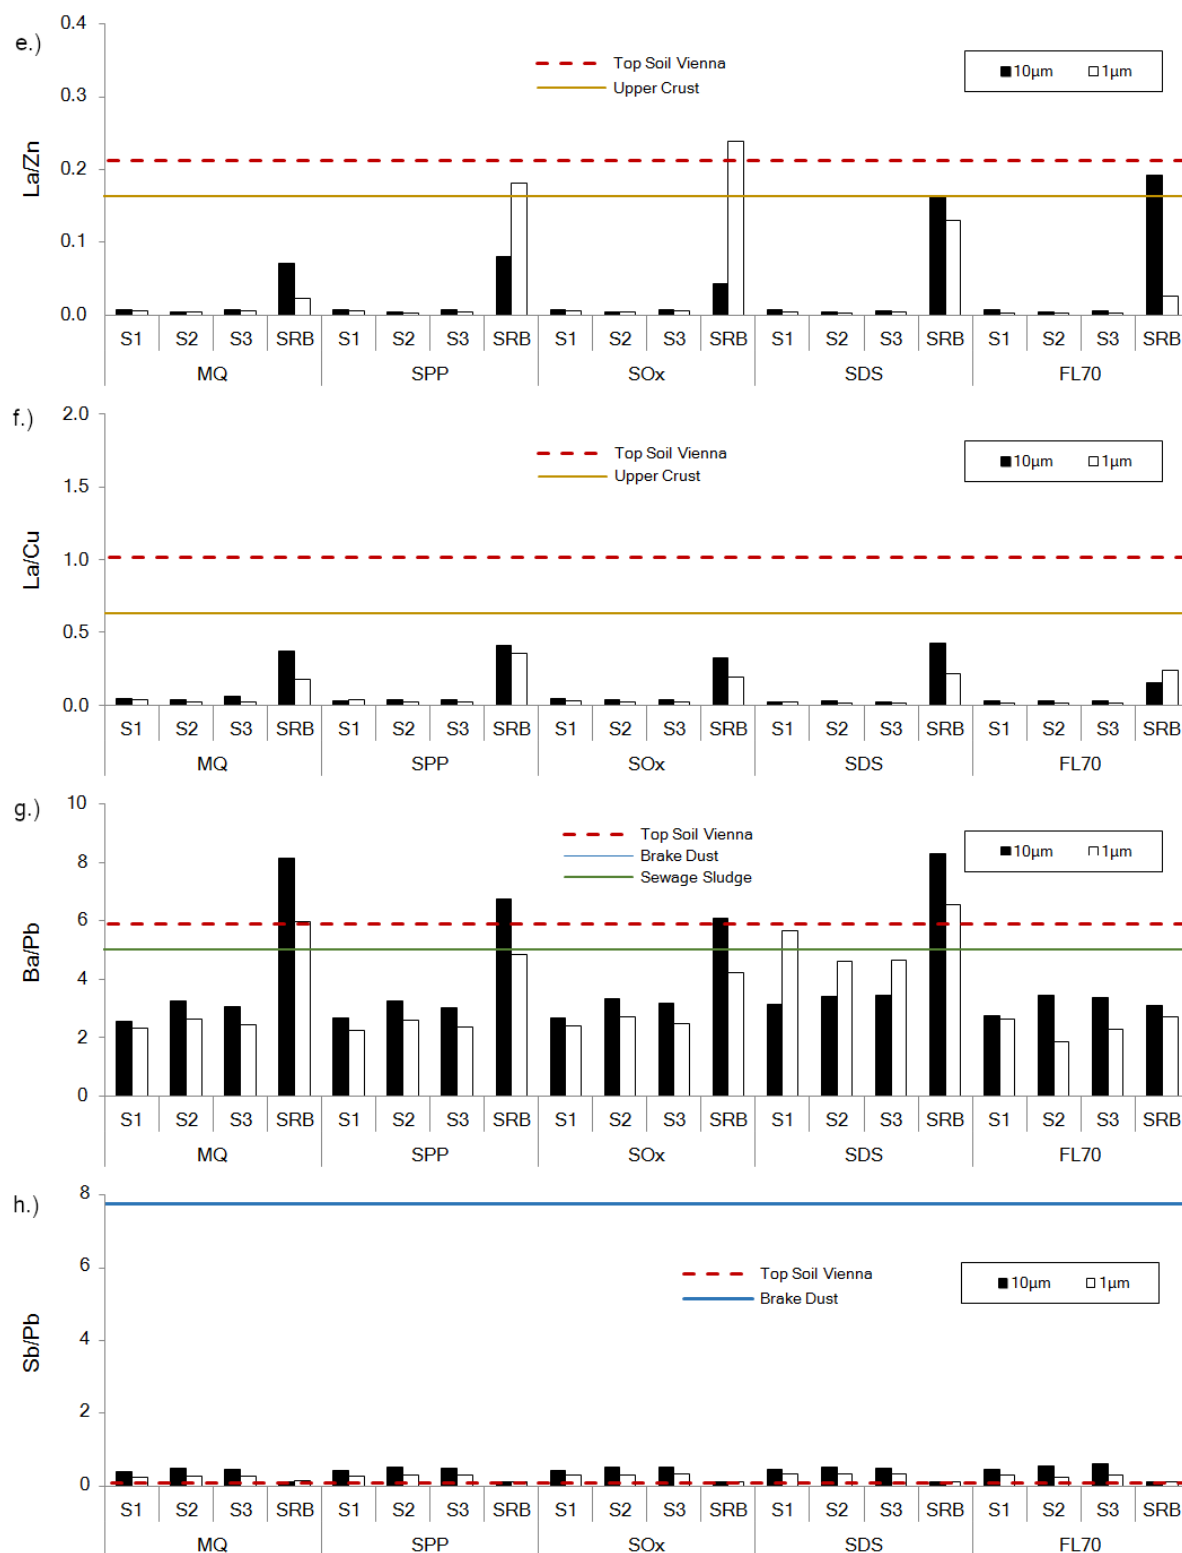 e.)
La/Zn
0.4
0.3
0.2
0.1
0.0
Top Soil Vienna
Upper Crust
10µm 1µm
S1 S2 S3 SRB S1 S2 S3 SRB S1 S2 S3 SRB S1 S2 S3 SRB S1 S2 S3 SRB
MQ SPP SOx SDS FL70
f.)
La/Cu
2.0
1.5
1.0
0.5
0.0
Top Soil Vienna
Upper Crust
10µm 1µm
S1 S2 S3 SRB S1 S2 S3 SRB S1 S2 S3 SRB S1 S2 S3 SRB S1 S2 S3 SRB
MQ SPP SOx SDS FL70
g.)
Ba/Pb
10
8
6
4
2
0
Top Soil Vienna
Brake Dust
Sewage Sludge
10µm 1µm
S1 S2 S3 SRB S1 S2 S3 SRB S1 S2 S3 SRB S1 S2 S3 SRB S1 S2 S3 SRB
MQ SPP SOx SDS FL70
h.)
Sb/Pb
8
6
4
2
0
Top Soil Vienna
Brake Dust
10µm 1µm
S1 S2 S3 SRB S1 S2 S3 SRB S1 S2 S3 SRB S1 S2 S3 SRB S1 S2 S3 SRB
MQ SPP SOx SDS FL70